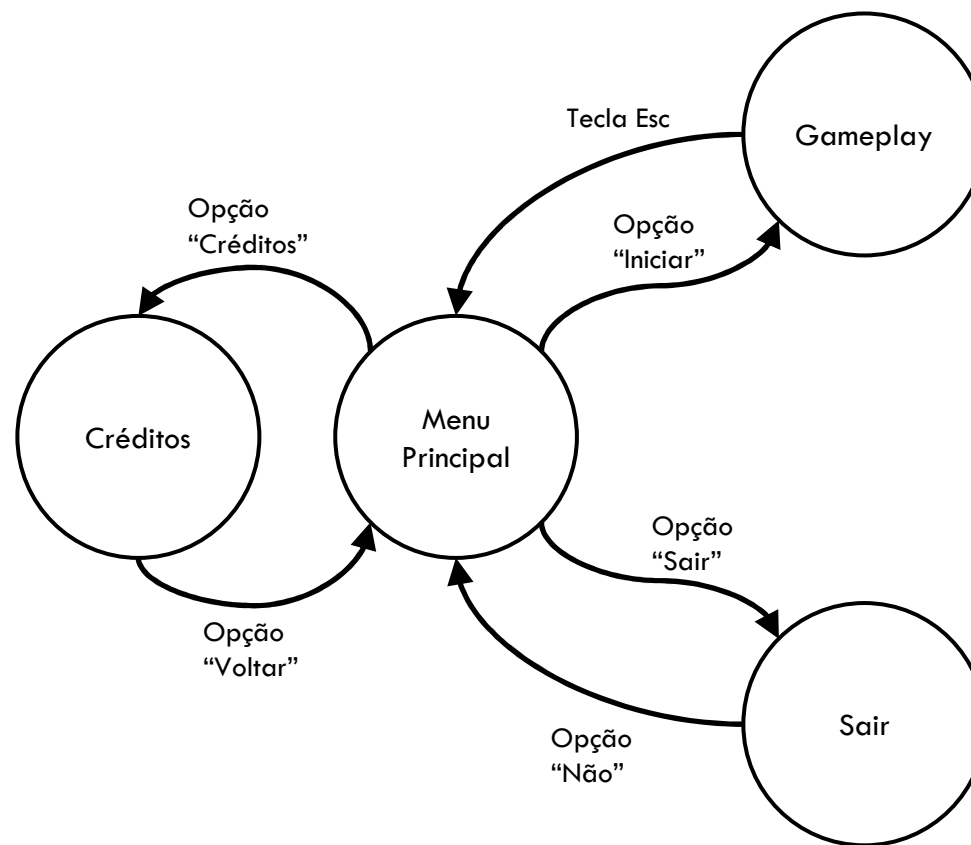 Tecla Esc
Gameplay
Opção
“Créditos”
Opção
“Iniciar”
Créditos
Menu
Principal
Opção
“Sair”
Opção
“Voltar”
Opção
“Não”
Sair